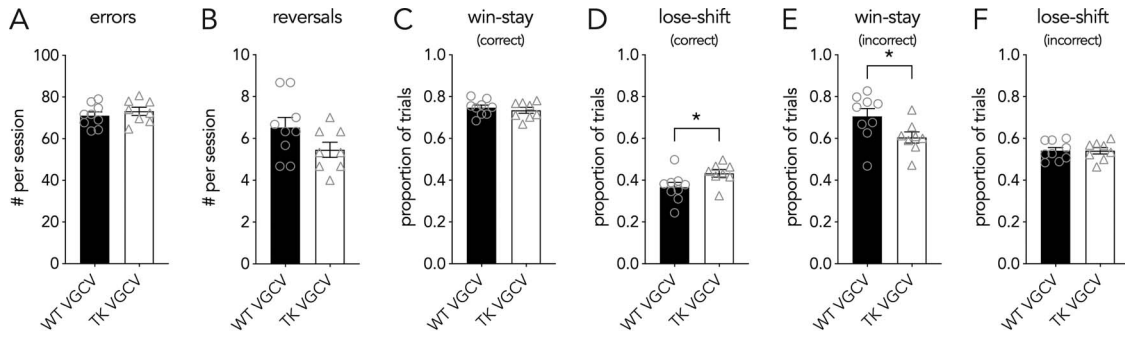 A errors
# per session
100
80
60
40
20
0
WT VGCV
TK VGCV
B reversals
# per session
10
8
6
4
2
0
WT VGCV
TK VGCV
C win-stay
(correct)
proportion of trials
1.0
0.8
0.6
0.4
0.2
0.0
WT VGCV
TK VGCV
D lose-shift
(correct)
proportion of trials
1.0
0.8
0.6
0.4
0.2
0.0
*
WT VGCV
TK VGCV
E win-stay
(incorrect)
proportion of trials
1.0
0.8
0.6
0.4
0.2
0.0
*
WT VGCV
TK VGCV
F lose-shift
(incorrect)
proportion of trials
1.0
0.8
0.6
0.4
0.2
0.0
WT VGCV
TK VGCV